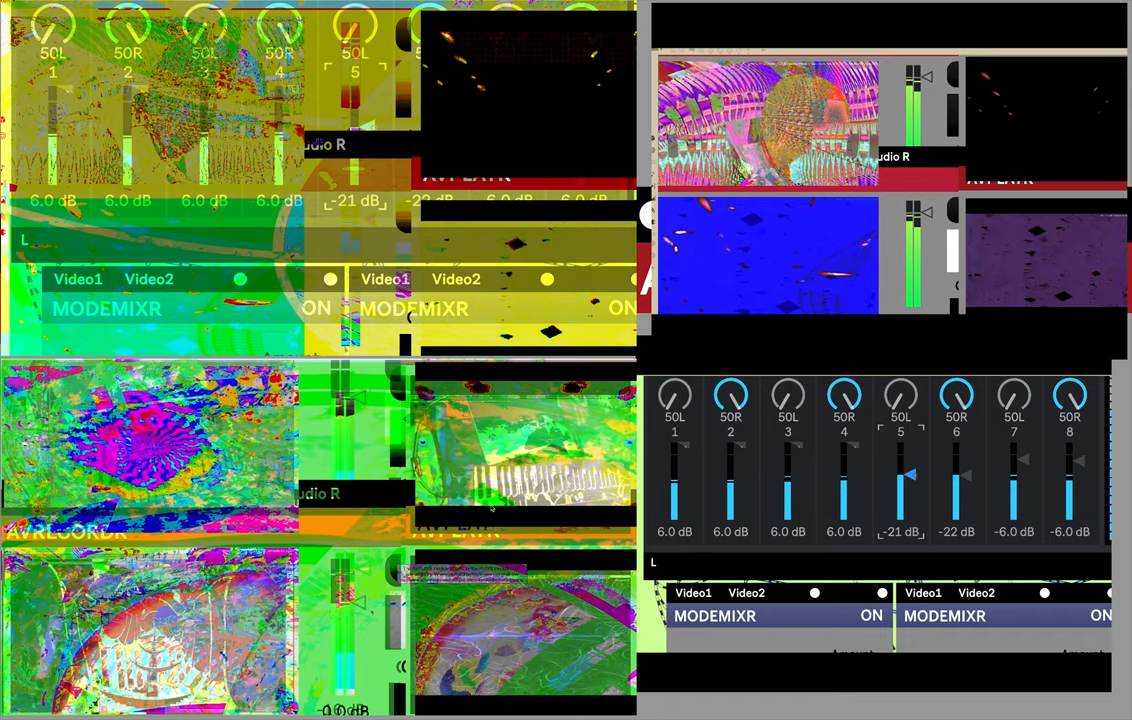 50L 50R 50L 50R 50L
1 2 3 4 5
udio R
6.0 dB 6.0 dB 6.0 dB 6.0 dB -21 dB -22 dB 6.0 dB 6.0 dB
L
Video1 Video2 Video1 Video2
MODEMIXR ON MODEMIXR ON
udio R
udio R
AVRECORDR
50L 50R 50L 50R 50L 50R 50L 50R
1 2 3 4 5 6 7 8
6.0 dB 6.0 dB 6.0 dB 6.0 dB -21 dB -22 dB -6.0 dB -6.0 dB
L
Video1 Video2 Video1 Video2
MODEMIXR ON MODEMIXR ON